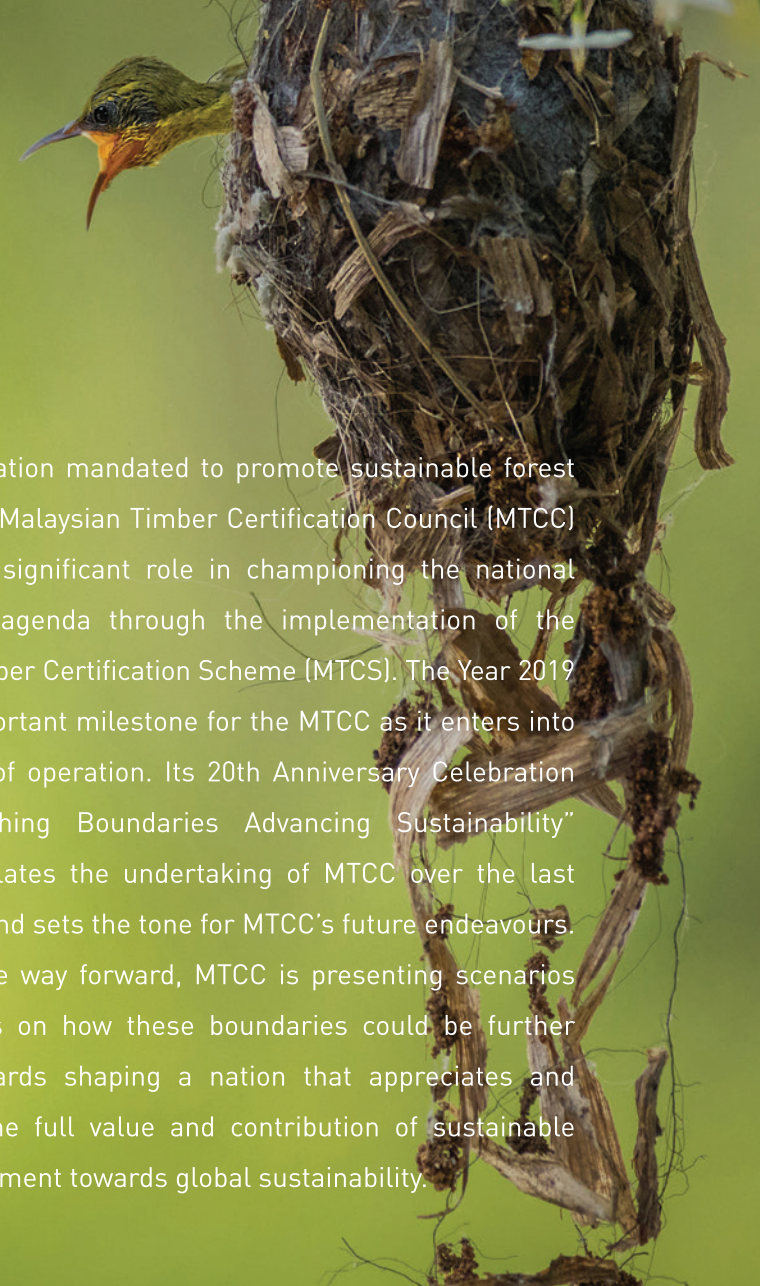 ation mandated to promote sustainable forest
Malaysian Timber Certification Council (MTCC)
significant role in championing the national
agenda through the implementation of the
ber Certification Scheme (MTCS). The Year 2019
ortant milestone for the MTCC as it enters into
of operation. Its 20th Anniversary Celebration
hing Boundaries Advancing Sustainability”
lates the undertaking of MTCC over the last
nd sets the tone for MTCC’s future endeavours.
e way forward, MTCC is presenting scenarios
s on how these boundaries could be further
ards shaping a nation that appreciates and
he full value and contribution of sustainable
ment towards global sustainability.